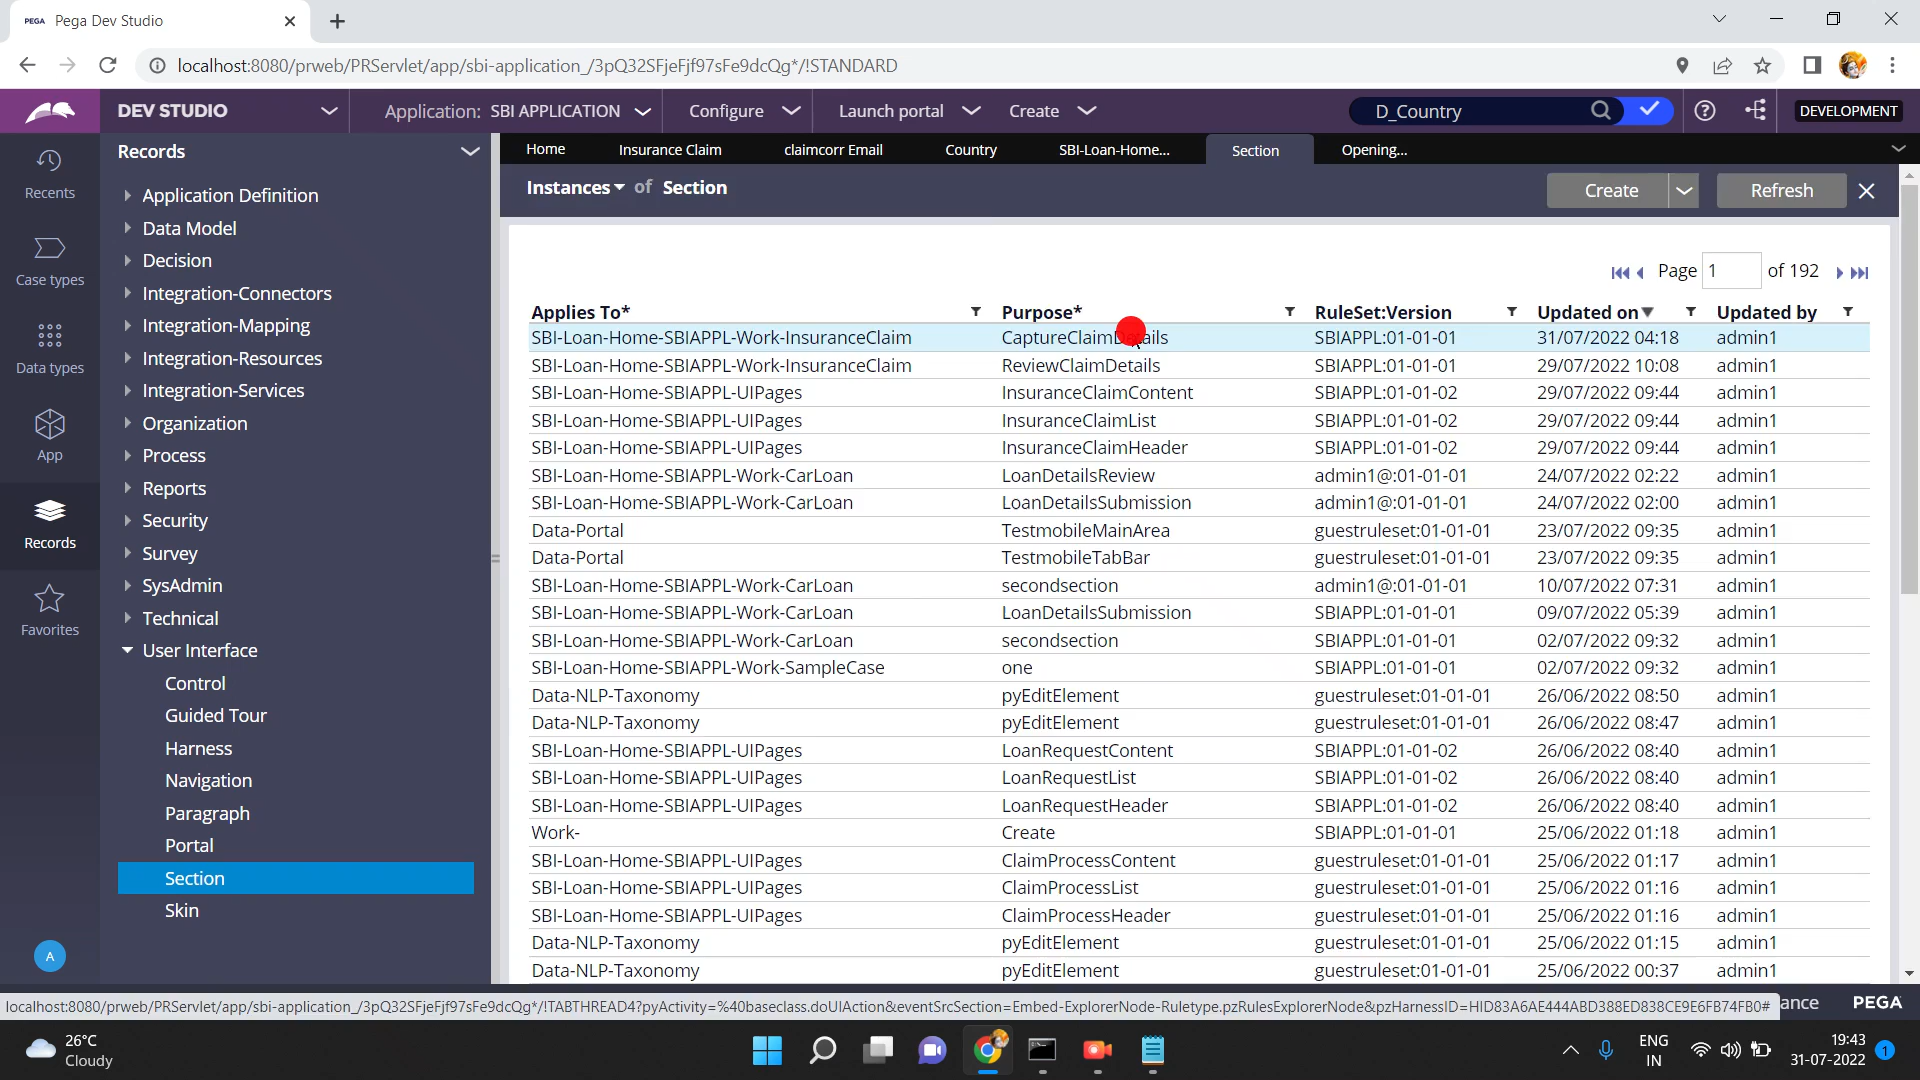 PEGA Pega Dev Studio
localhost:8080/prweb/PRServlet/app/sbi-application_/3pQ32SFjeFjf97sFe9dcQg*/!STANDARD
DEV STUDIO Application: SBI APPLICATION Configure Launch portal Create D_Country DEVELOPMENT
Home Insurance Claim claimcorr Email Country SBI-Loan-Home... Section Opening...
Recents
Case types
Data types
App
Records
Favorites
A
Records
Application Definition
Data Model
Decision
Integration-Connectors
Integration-Mapping
Integration-Resources
Integration-Services
Organization
Process
Reports
Security
Survey
SysAdmin
Technical
User Interface
Control
Guided Tour
Harness
Navigation
Paragraph
Portal
Section
Skin
Instances of Section Create Refresh
Page 1 of 192
Applies To* Purpose* RuleSet:Version Updated on Updated by
SBI-Loan-Home-SBIAPPL-Work-InsuranceClaim CaptureClaimDetails SBIAPPL:01-01-01 31/07/2022 04:18 admin1
SBI-Loan-Home-SBIAPPL-Work-InsuranceClaim ReviewClaimDetails SBIAPPL:01-01-01 29/07/2022 10:08 admin1
SBI-Loan-Home-SBIAPPL-UIPages InsuranceClaimContent SBIAPPL:01-01-02 29/07/2022 09:44 admin1
SBI-Loan-Home-SBIAPPL-UIPages InsuranceClaimList SBIAPPL:01-01-02 29/07/2022 09:44 admin1
SBI-Loan-Home-SBIAPPL-UIPages InsuranceClaimHeader SBIAPPL:01-01-02 29/07/2022 09:44 admin1
SBI-Loan-Home-SBIAPPL-Work-CarLoan LoanDetailsReview admin1@:01-01-01 24/07/2022 02:22 admin1
SBI-Loan-Home-SBIAPPL-Work-CarLoan LoanDetailsSubmission admin1@:01-01-01 24/07/2022 02:00 admin1
Data-Portal TestmobileMainArea guestruleset:01-01-01 23/07/2022 09:35 admin1
Data-Portal TestmobileTabBar guestruleset:01-01-01 23/07/2022 09:35 admin1
SBI-Loan-Home-SBIAPPL-Work-CarLoan secondsection admin1@:01-01-01 10/07/2022 07:31 admin1
SBI-Loan-Home-SBIAPPL-Work-CarLoan LoanDetailsSubmission SBIAPPL:01-01-01 09/07/2022 05:39 admin1
SBI-Loan-Home-SBIAPPL-Work-CarLoan secondsection SBIAPPL:01-01-01 02/07/2022 09:32 admin1
SBI-Loan-Home-SBIAPPL-Work-SampleCase one SBIAPPL:01-01-01 02/07/2022 09:32 admin1
Data-NLP-Taxonomy pyEditElement guestruleset:01-01-01 26/06/2022 08:50 admin1
Data-NLP-Taxonomy pyEditElement guestruleset:01-01-01 26/06/2022 08:47 admin1
SBI-Loan-Home-SBIAPPL-UIPages LoanRequestContent SBIAPPL:01-01-02 26/06/2022 08:40 admin1
SBI-Loan-Home-SBIAPPL-UIPages LoanRequestList SBIAPPL:01-01-02 26/06/2022 08:40 admin1
SBI-Loan-Home-SBIAPPL-UIPages LoanRequestHeader SBIAPPL:01-01-02 26/06/2022 08:40 admin1
Work- Create SBIAPPL:01-01-01 25/06/2022 01:18 admin1
SBI-Loan-Home-SBIAPPL-UIPages ClaimProcessContent guestruleset:01-01-01 25/06/2022 01:17 admin1
SBI-Loan-Home-SBIAPPL-UIPages ClaimProcessList guestruleset:01-01-01 25/06/2022 01:16 admin1
SBI-Loan-Home-SBIAPPL-UIPages ClaimProcessHeader guestruleset:01-01-01 25/06/2022 01:16 admin1
Data-NLP-Taxonomy pyEditElement guestruleset:01-01-01 25/06/2022 01:15 admin1
Data-NLP-Taxonomy pyEditElement guestruleset:01-01-01 25/06/2022 00:37 admin1
localhost:8080/prweb/PRServlet/app/sbi-application_/3pQ32SFjeFjf97sFe9dcQg*/!TABTHREAD4?pyActivity=%40baseclass.doUIAction&eventSrcSection=Embed-ExplorerNode-Ruletype.pzRulesExplorerNode&pzHarnessID=HID83A6AE444ABD388ED838CE9E6FB74FB0# ance PEGA
26°C
Cloudy
ENG
IN
19:43
31-07-2022
1